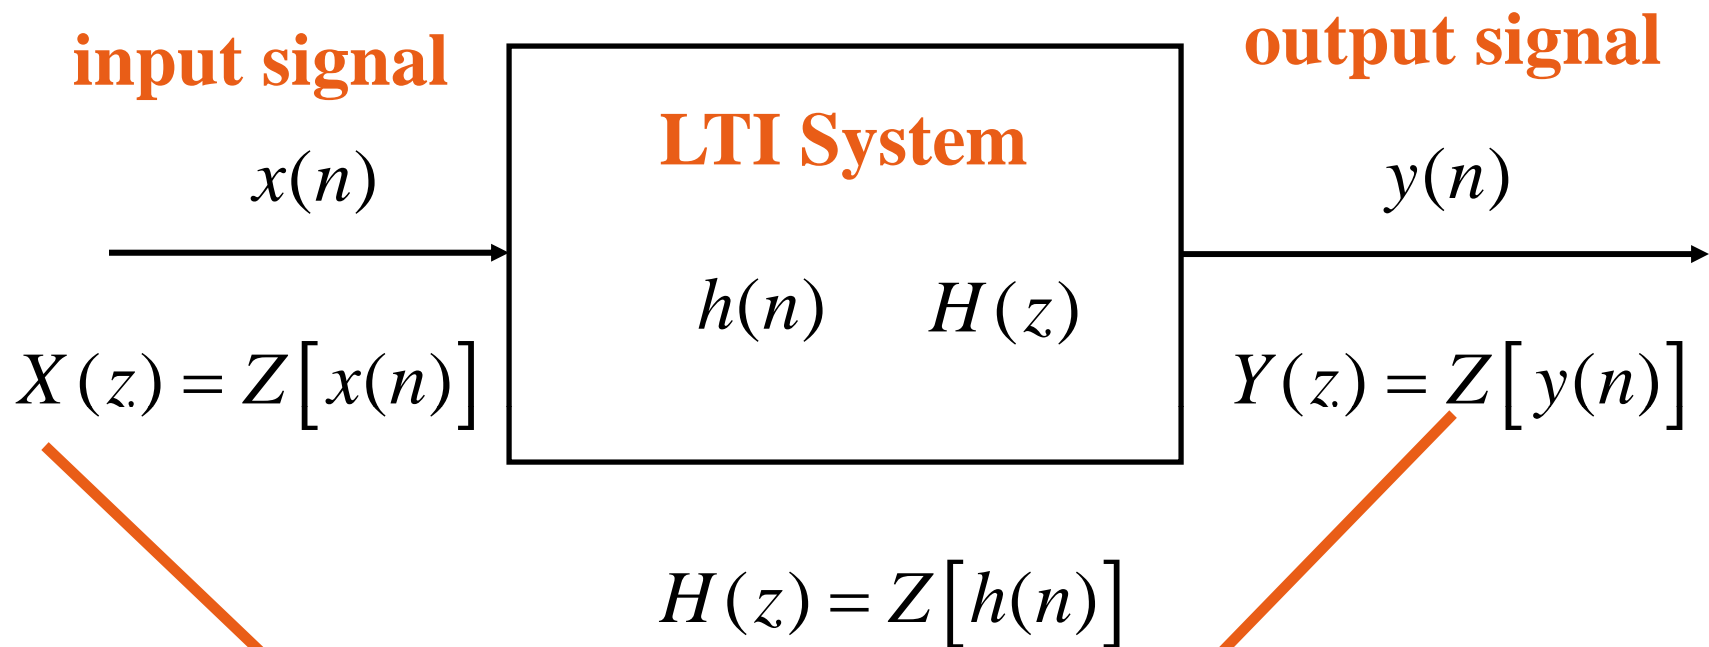 input signal
output signal
LTI System
x(n)
y(n)
h(n) H(z)
X(z) = Z[x(n)]
Y(z) = Z[y(n)]
H(z) = Z[h(n)]